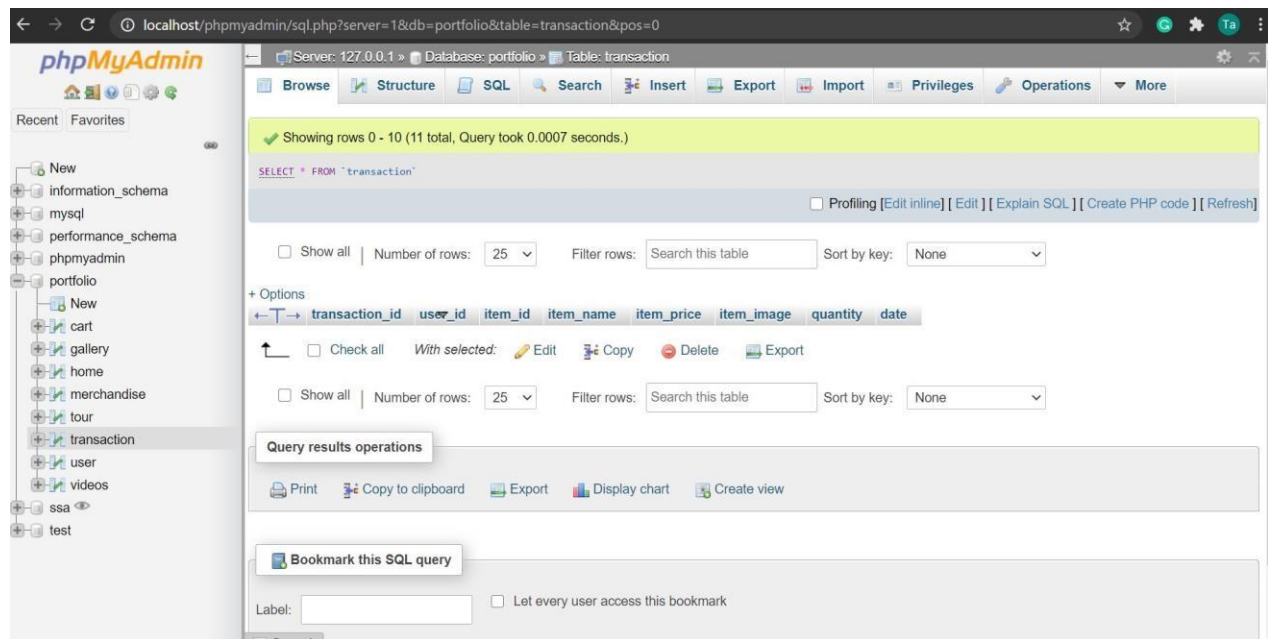 localhost/phpmyadmin/sql.php?server=1&db=portfolio&table=transaction&pos=0
Ta
phpMyAdmin
Recent Favorites
New
information_schema
mysql
performance_schema
phpmyadmin
portfolio
New
cart
gallery
home
merchandise
tour
transaction
user
videos
ssa
test
Server: 127.0.0.1 » Database: portfolio » Table: transaction
Browse Structure SQL Search Insert Export Import Privileges Operations More
Showing rows 0 - 10 (11 total, Query took 0.0007 seconds.)
SELECT * FROM `transaction`
Profiling [Edit inline] [ Edit ] [ Explain SQL ] [ Create PHP code ] [ Refresh]
Show all | Number of rows: 25 Filter rows: Search this table Sort by key: None
+ Options
←T→ transaction_id user_id item_id item_name item_price item_image quantity date
Check all With selected: Edit Copy Delete Export
Show all | Number of rows: 25 Filter rows: Search this table Sort by key: None
Query results operations
Print Copy to clipboard Export Display chart Create view
Bookmark this SQL query
Label: Let every user access this bookmark